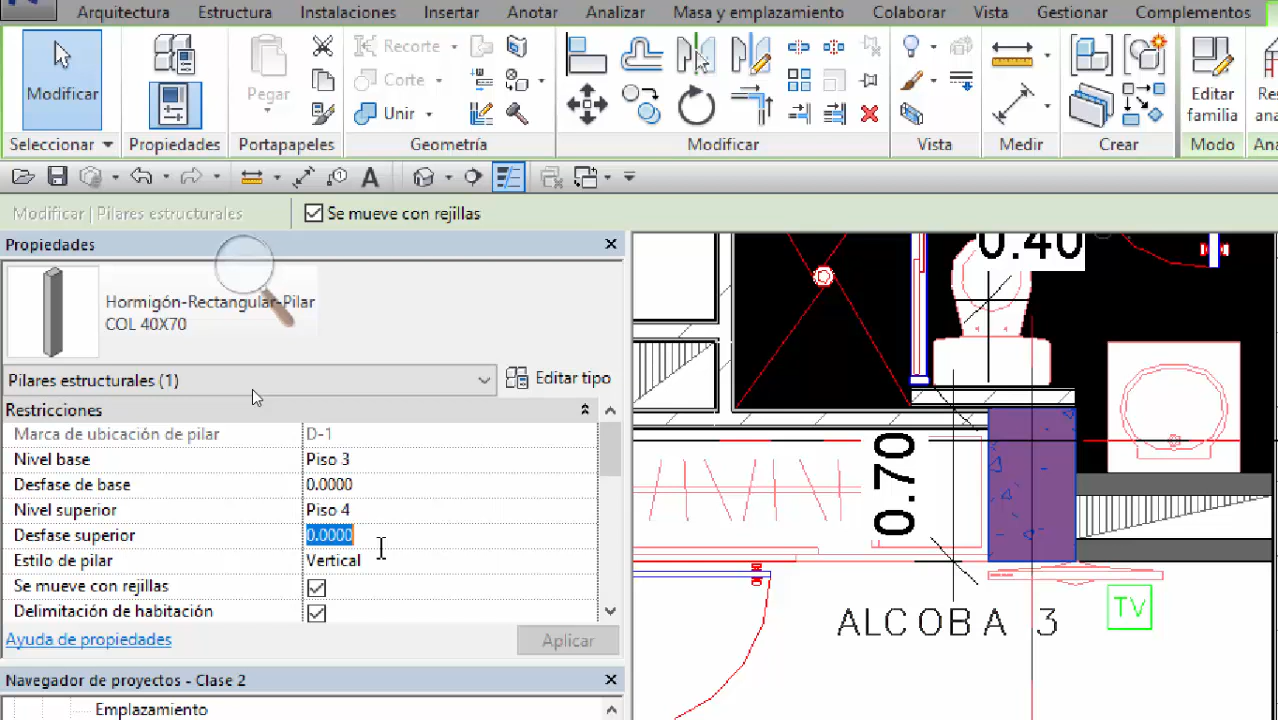 Arquitectura Estructura Instalaciones Insertar Anotar Analizar Masa y emplazamiento Colaborar Vista Gestionar Complementos
Modificar
Pegar
Recorte
Corte
Unir
Editar
familia
Seleccionar Propiedades Portapapeles Geometría Modificar Vista Medir Crear Modo
Modificar | Pilares estructurales
Se mueve con rejillas
Propiedades
Hormigón-Rectangular-Pilar
COL 40X70
Pilares estructurales (1)
Editar tipo
Restricciones
Marca de ubicación de pilar D-1
Nivel base Piso 3
Desfase de base 0.0000
Nivel superior Piso 4
Desfase superior 0.0000
Estilo de pilar Vertical
Se mueve con rejillas
Delimitación de habitación
Ayuda de propiedades
Aplicar
Navegador de proyectos - Clase 2
Emplazamiento
0.40
0.70
ALCOBA 3
TV